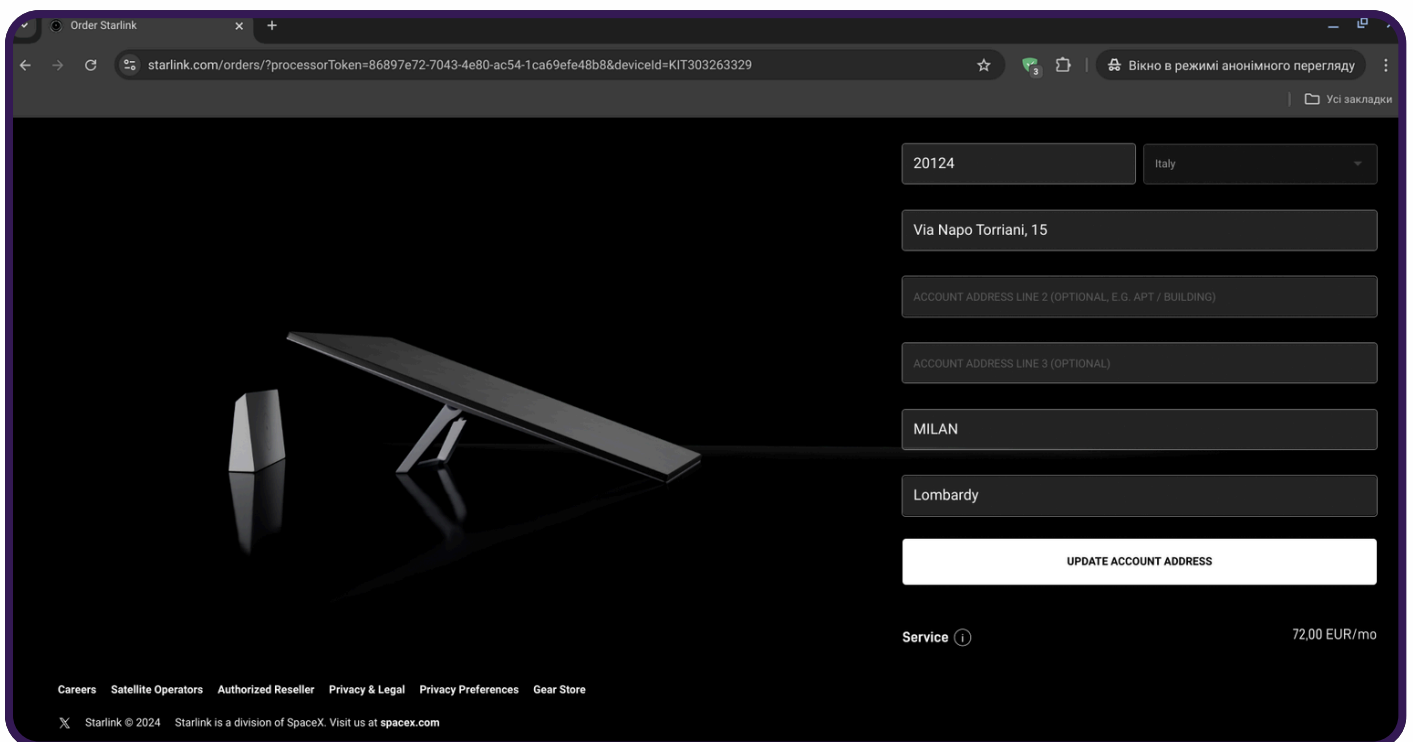 Order Starlink
starlink.com/orders/?processorToken=86897e72-7043-4e80-ac54-1ca69efe48b8&deviceId=KIT303263329
3
Вікно в режимі анонімного перегляду
Усі закладки
20124
Italy
Via Napo Torriani, 15
ACCOUNT ADDRESS LINE 2 (OPTIONAL, E.G. APT / BUILDING)
ACCOUNT ADDRESS LINE 3 (OPTIONAL)
MILAN
Lombardy
UPDATE ACCOUNT ADDRESS
Service
72,00 EUR/mo
Careers Satellite Operators Authorized Reseller Privacy & Legal Privacy Preferences Gear Store
Starlink © 2024 Starlink is a division of SpaceX. Visit us at spacex.com